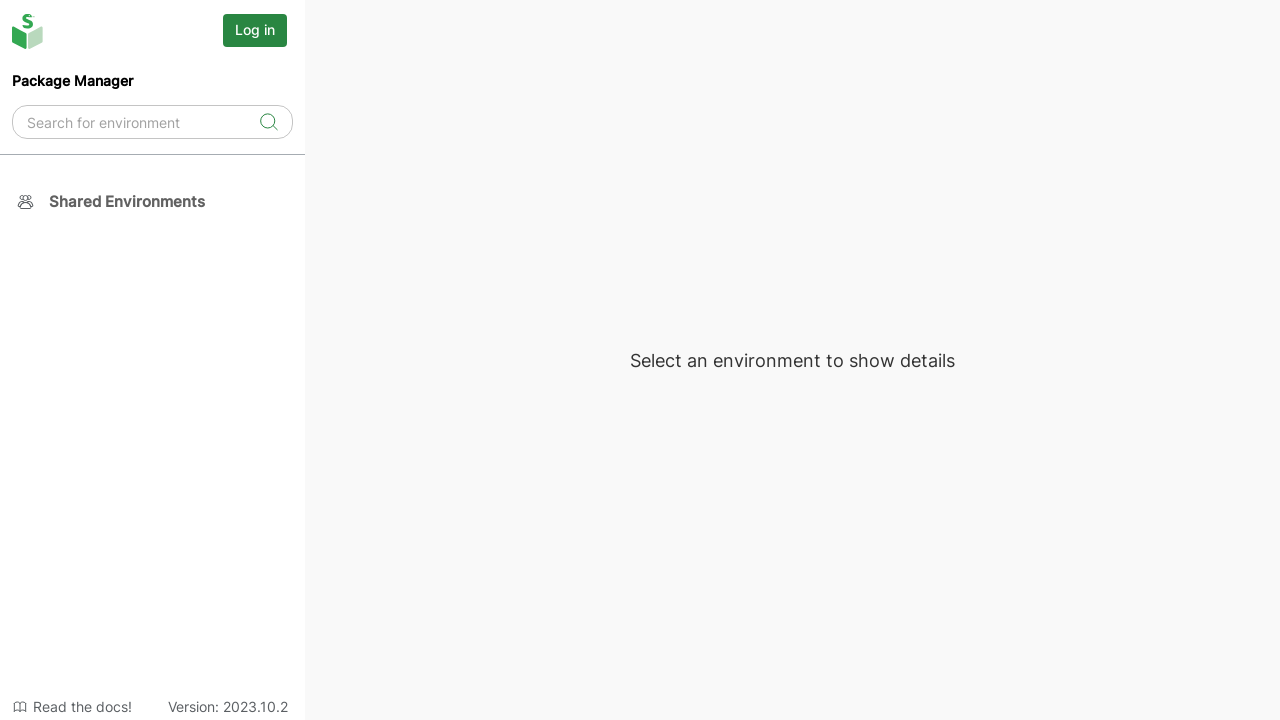 S
Log in
Package Manager
Search for environment
Shared Environments
Select an environment to show details
Read the docs!
Version: 2023.10.2